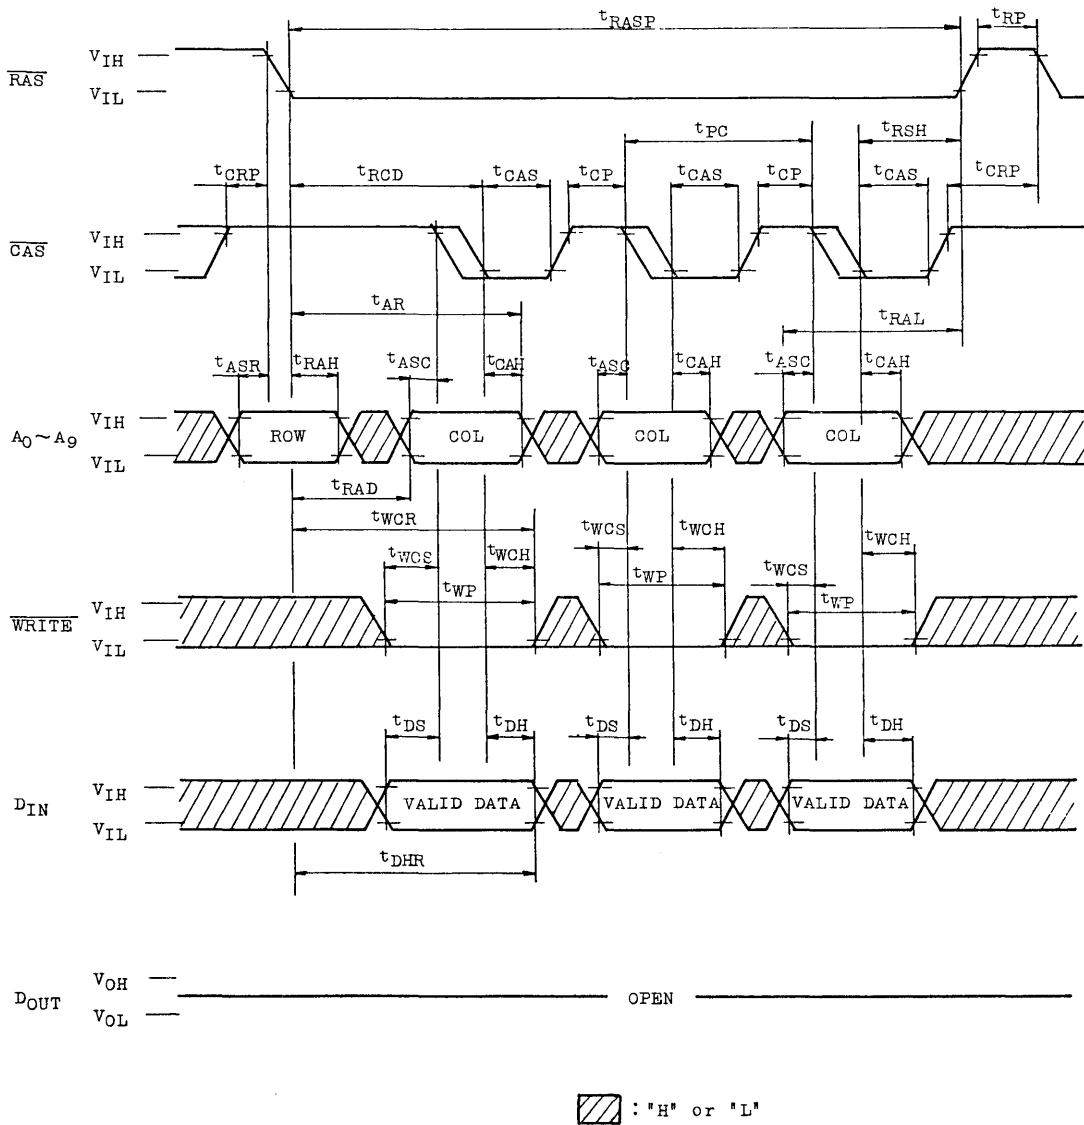 tRASP tRP
VIH
RAS
VIL
tPC tRSH
tCRP tRCD tCAS tCP tCAS tCP tCAS tCRP
VIH
CAS
VIL
tAR tRAL
tASR tRAH tASC tCAH tASC tCAH tASC tCAH
VIH
A0~A9 ROW COL COL COL
VIL
tRAD
tWCR tWCS tWCH tWCH
tWCS tWCH tWCS
tWP tWP tWP
VIH
WRITE
VIL
tDS tDH tDS tDH tDS tDH
VIH
DIN VALID DATA VALID DATA VALID DATA
VIL
tDHR
VOH
DOUT OPEN
VOL
: "H" or "L"